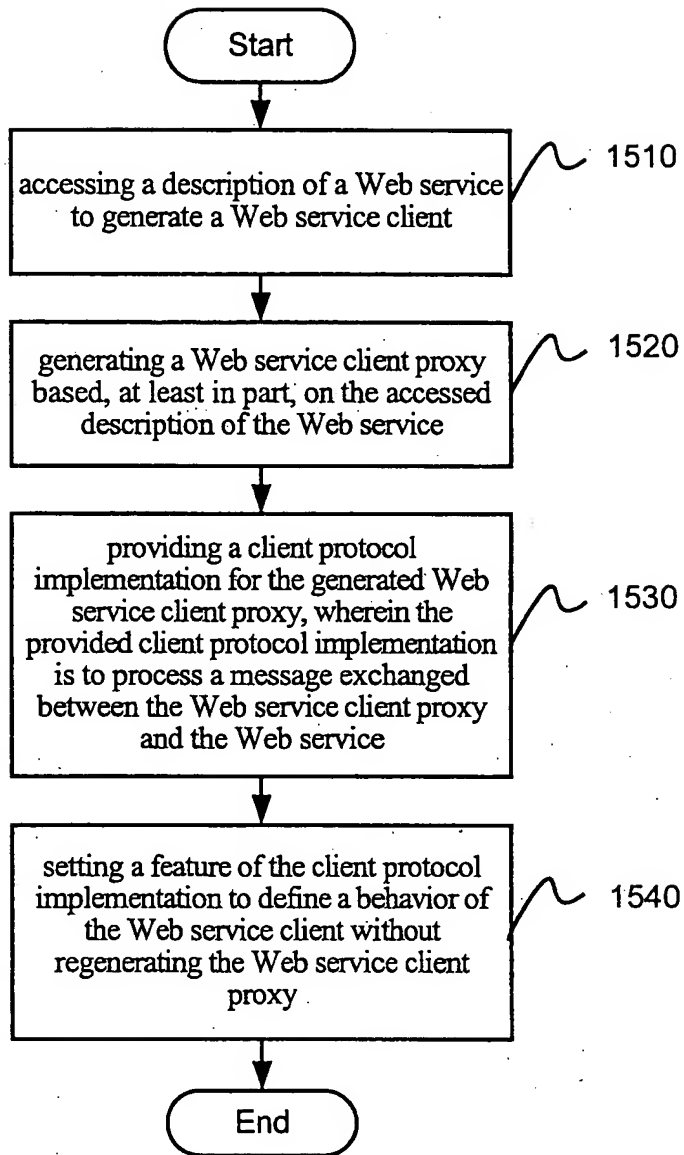 Start
accessing a description of a Web service
to generate a Web service client
1510
generating a Web service client proxy
based, at least in part, on the accessed
description of the Web service
1520
providing a client protocol
implementation for the generated Web
service client proxy, wherein the
provided client protocol implementation
is to process a message exchanged
between the Web service client proxy
and the Web service
1530
setting a feature of the client protocol
implementation to define a behavior of
the Web service client without
regenerating the Web service client
proxy
1540
End